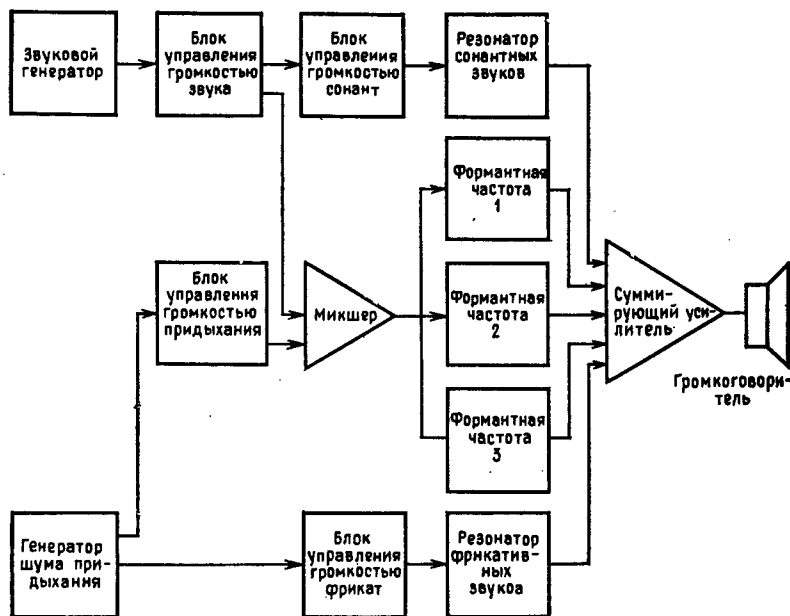 Звуковой
генератор
Блок
управления
громкостью
звука
Блок
управления
громкостью
сонант
Резонатор
сонантных
звуков
Формантная
частота
1
Блок
управления
громкостью
придыхания
Микшер
Формантная
частота
2
Сумми-
рующий уси-
литель
Громкоговори-
тель
Формантная
частота
3
Генератор
шума при-
дыхания
Блок
управления
громкостью
фрикат
Резонатор
фрикатив-
ных
звукоа